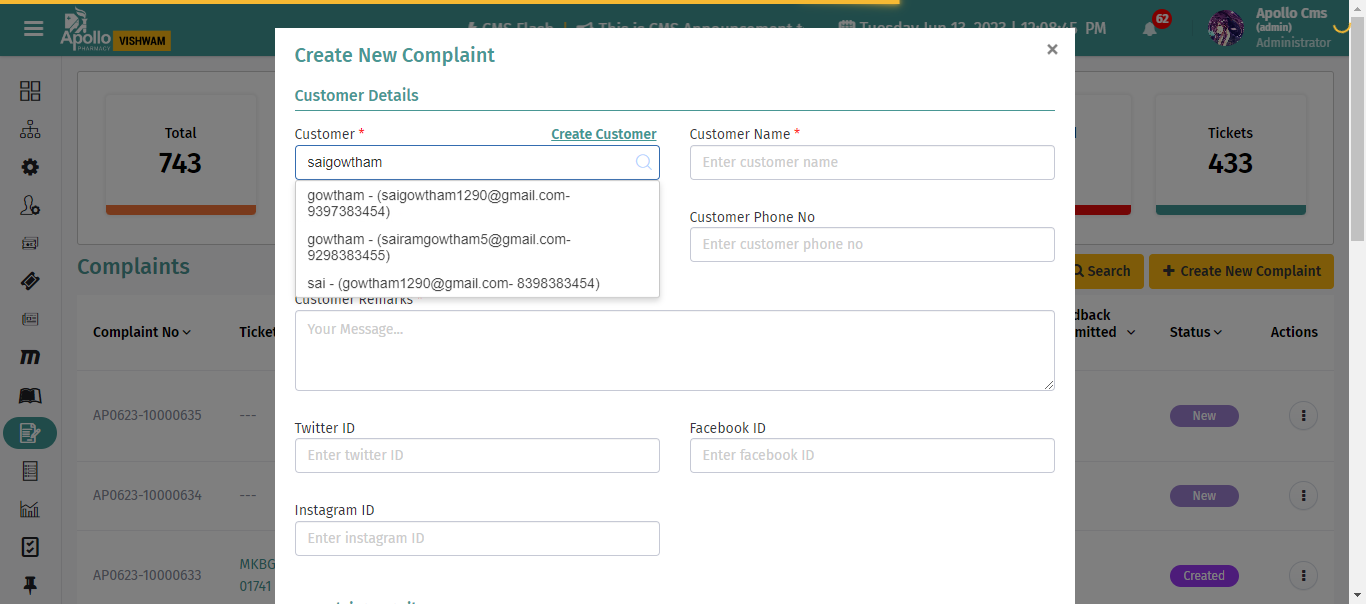 Apollo
PHARMACY
VISHWAM
CMS Flash
This is CMS Announcement t
Tuesday Jun 13, 2023 | 12:08:45 PM
62
Apollo Cms
(admin)
Administrator
Create New Complaint
×
Customer Details
Customer *
Create Customer
Customer Name *
saigowtham
Enter customer name
gowtham - (saigowtham1290@gmail.com-
9397383454)
gowtham - (sairamgowtham5@gmail.com-
9298383455)
sai - (gowtham1290@gmail.com- 8398383454)
Customer Phone No
Enter customer phone no
Customer Remarks
Your Message...
Twitter ID
Facebook ID
Enter twitter ID
Enter facebook ID
Instagram ID
Enter instagram ID
Total
743
Tickets
433
Complaints
Search
+ Create New Complaint
Complaint No
Ticket
dback
mitted
Status
Actions
AP0623-10000635
---
New
AP0623-10000634
---
New
AP0623-10000633
MKBG
01741
Created